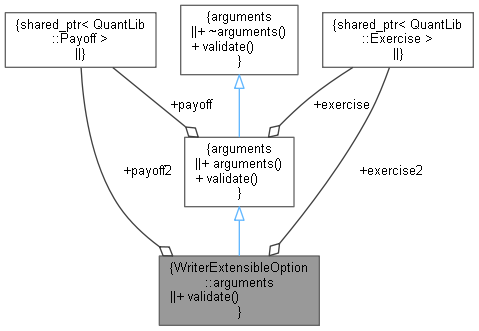 {shared_ptr< QuantLib
::Payoff >
||}
{arguments
||+ ~arguments()
+ validate()
}
{shared_ptr< QuantLib
::Exercise >
||}
+payoff
+exercise
{arguments
||+ arguments()
+ validate()
}
+payoff2
+exercise2
{WriterExtensibleOption
::arguments
||+ validate()
}